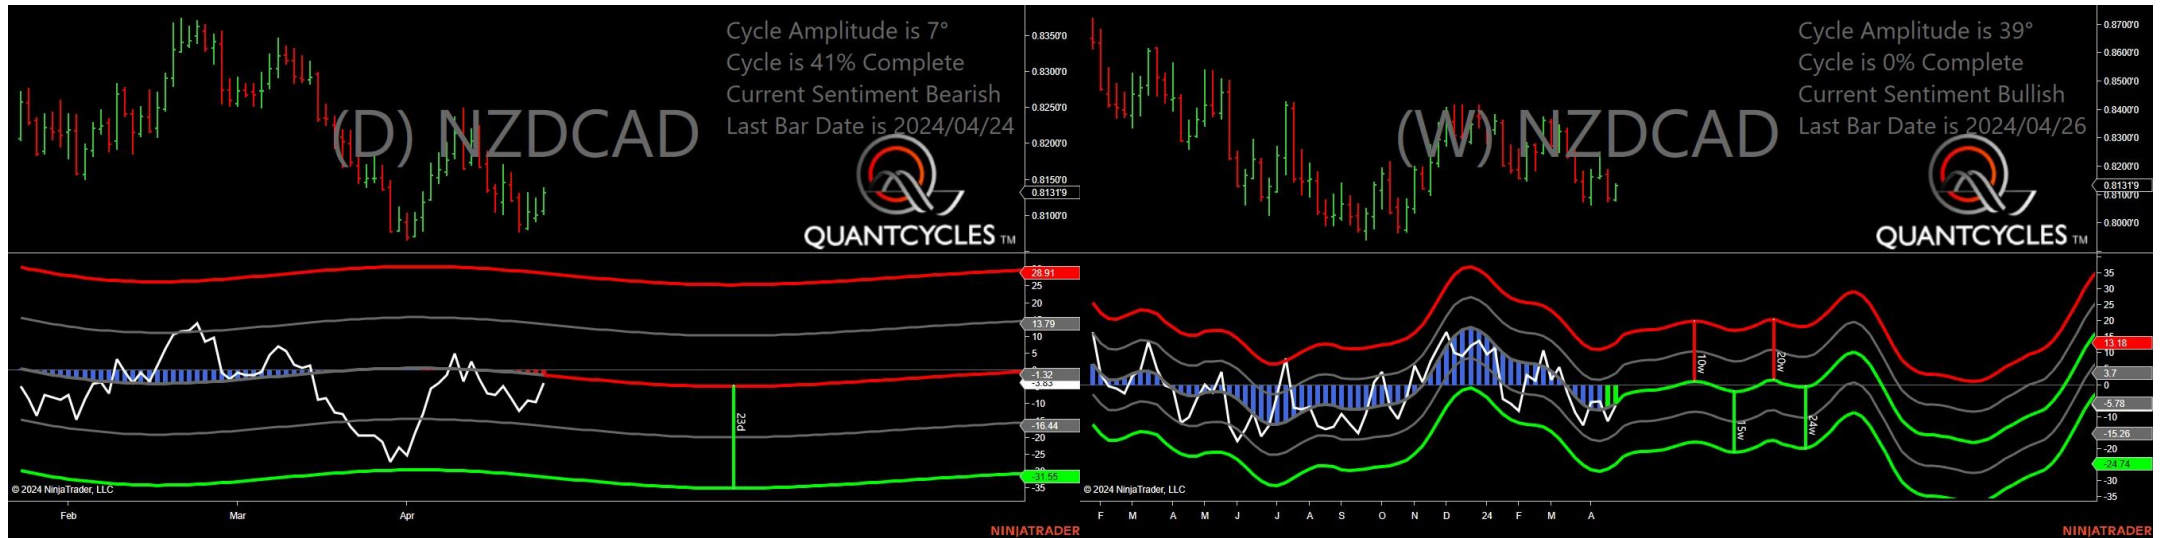 Cycle Amplitude is 7°
Cycle is 41% Complete
Current Sentiment Bearish
Last Bar Date is 2024/04/24
(D) NZDCAD
QUANTCYCLES TM
0.8350'0
0.8300'0
0.8250'0
0.8200'0
0.8150'0
0.8131'9
0.8100'0
28.91
25
20
13.79
10
5
-1.32
-3.83
-10
-16.44
-20
-25
-31.55
-35
23d
© 2024 NinjaTrader, LLC
Feb Mar Apr
NINJATRADER
Cycle Amplitude is 39°
Cycle is 0% Complete
Current Sentiment Bullish
Last Bar Date is 2024/04/26
(W) NZDCAD
QUANTCYCLES TM
0.8700'0
0.8600'0
0.8500'0
0.8400'0
0.8300'0
0.8200'0
0.8131'9
0.8100'0
0.8000'0
35
30
25
20
15
13.18
10
3.7
0
-5.78
-10
-15.26
-20
-24.74
-30
-35
10w
20w
15w
24w
© 2024 NinjaTrader, LLC
F M A M J J A S O N D 24 F M A
NINJATRADER